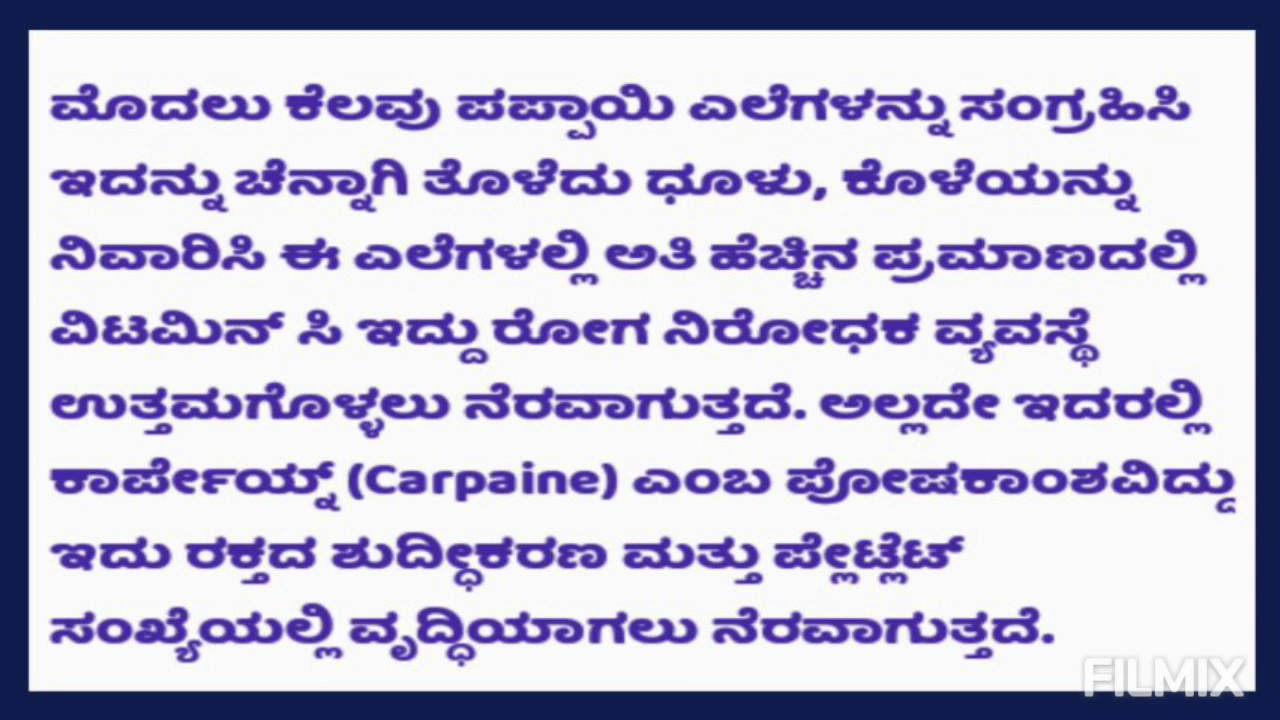 ಮೊದಲು ಕೆಲವು ಪಪ್ಪಾಯಿ ಎಲೆಗಳನ್ನು ಸಂಗ್ರಹಿಸಿ
ಇದನ್ನು ಚೆನ್ನಾಗಿ ತೊಳೆದು ಧೂಳು, ಕೊಳೆಯನ್ನು
ನಿವಾರಿಸಿ ಈ ಎಲೆಗಳಲ್ಲಿ ಅತಿ ಹೆಚ್ಚಿನ ಪ್ರಮಾಣದಲ್ಲಿ
ವಿಟಮಿನ್ ಸಿ ಇದ್ದು ರೋಗ ನಿರೋಧಕ ವ್ಯವಸ್ಥೆ
ಉತ್ತಮಗೊಳ್ಳಲು ನೆರವಾಗುತ್ತದೆ. ಅಲ್ಲದೇ ಇದರಲ್ಲಿ
ಕಾರ್ಪೇಯ್ನ್ (Carpaine) ಎಂಬ ಪೋಷಕಾಂಶವಿದ್ದು
ಇದು ರಕ್ತದ ಶುದ್ಧೀಕರಣ ಮತ್ತು ಪ್ಲೇಟ್ಲೆಟ್
ಸಂಖ್ಯೆಯಲ್ಲಿ ವೃದ್ಧಿಯಾಗಲು ನೆರವಾಗುತ್ತದೆ.
FILMIX